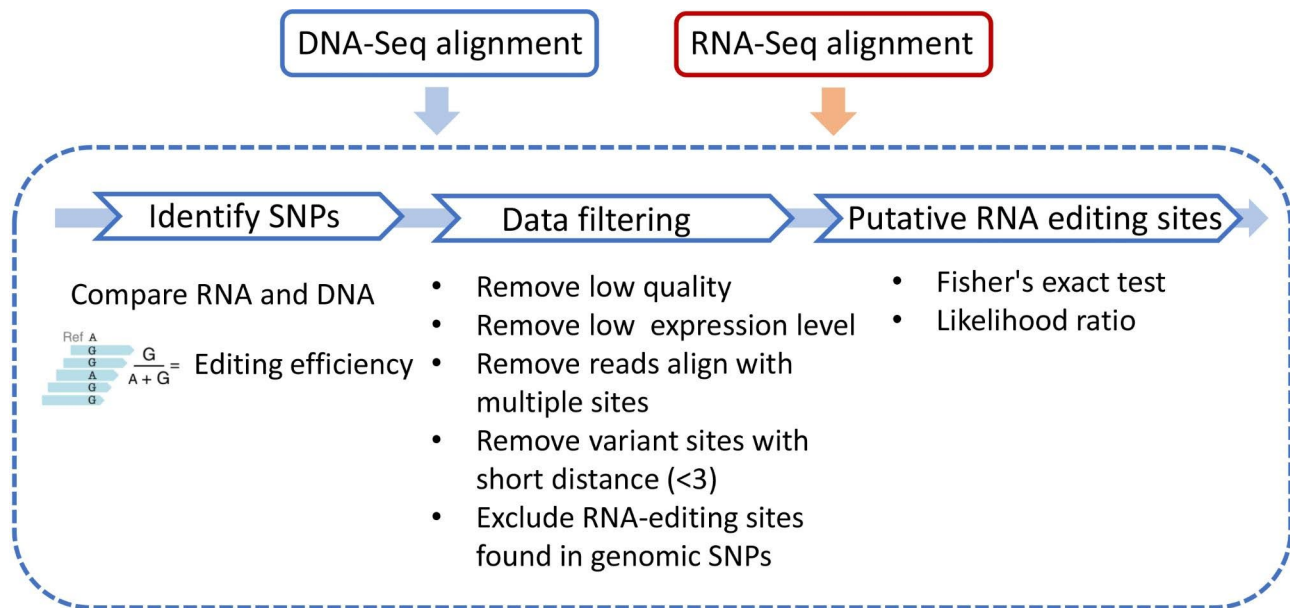 DNA-Seq alignment
RNA-Seq alignment
Identify SNPs
Data filtering
Putative RNA editing sites
Compare RNA and DNA
Ref A
G
G
A
G
G
G
A + G
= Editing efficiency
• Remove low quality
• Remove low  expression level
• Remove reads align with
multiple sites
• Remove variant sites with
short distance (<3)
• Exclude RNA-editing sites
found in genomic SNPs
• Fisher's exact test
• Likelihood ratio